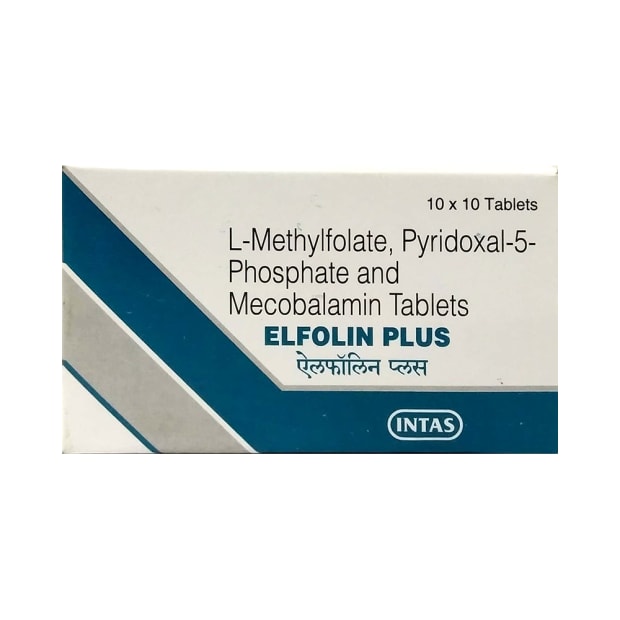 10 x 10 Tablets
L-Methylfolate, Pyridoxal-5-
Phosphate and
Mecobalamin Tablets
ELFOLIN PLUS
ऐलफॉलिन प्लस
INTAS